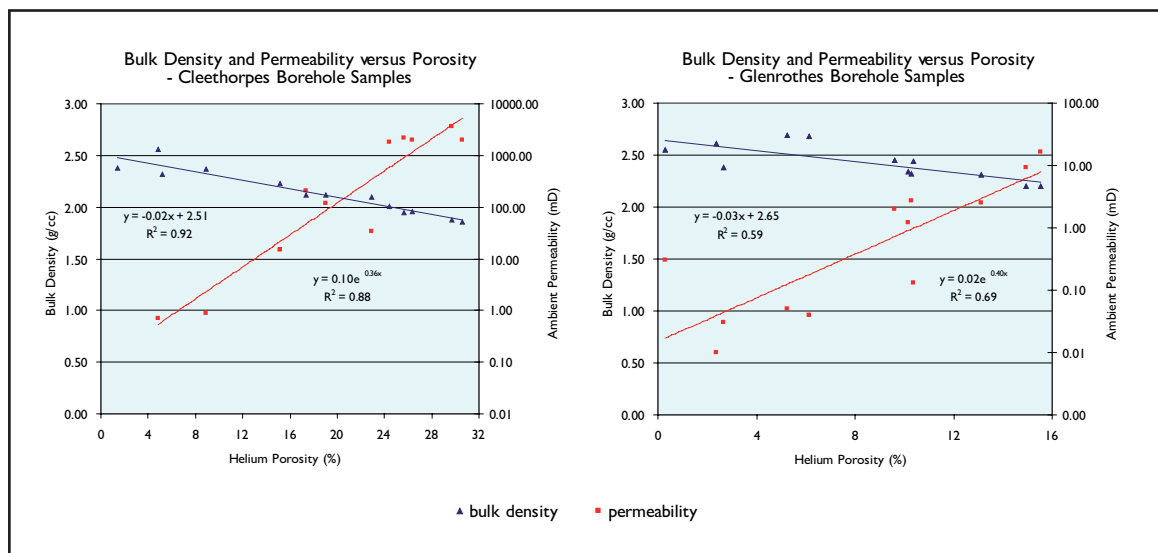 Bulk Density and Permeability versus Porosity
- Cleethorpes Borehole Samples
3.00
2.50
2.00
1.50
1.00
0.50
0.00
Bulk Density (g/cc)
10000.00
1000.00
100.00
10.00
1.00
0.10
0.01
Ambient Permeability (mD)
y = -0.02x + 2.51
R2 = 0.92
y = 0.10e 0.36x
R2 = 0.88
0 4 8 12 16 20 24 28 32
Helium Porosity (%)
Bulk Density and Permeability versus Porosity
- Glenrothes Borehole Samples
3.00
2.50
2.00
1.50
1.00
0.50
0.00
Bulk Density (g/cc)
100.00
10.00
1.00
0.10
0.01
0.00
Ambient Permeability (mD)
y = -0.03x + 2.65
R2 = 0.59
y = 0.02e 0.40x
R2 = 0.69
0 4 8 12 16
Helium Porosity (%)
bulk density permeability